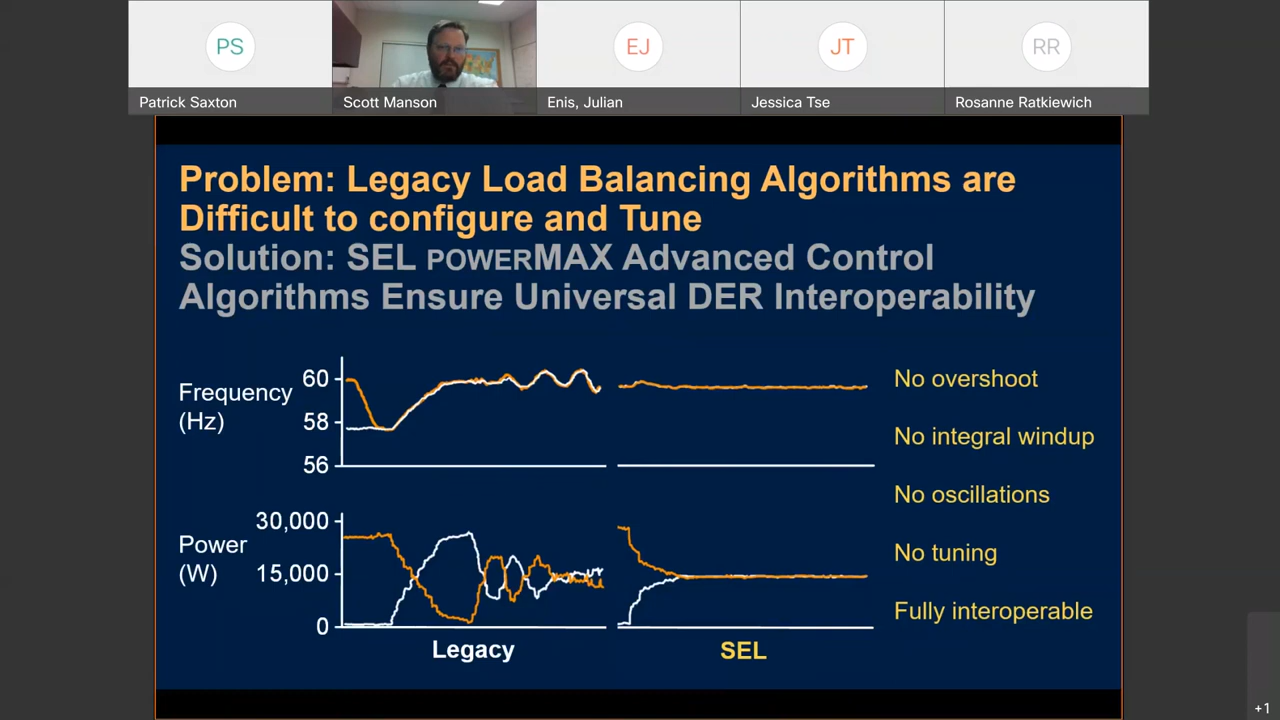 PS
EJ
JT
RR
Patrick Saxton
Scott Manson
Enis, Julian
Jessica Tse
Rosanne Ratkiewich
Problem: Legacy Load Balancing Algorithms are
Difficult to configure and Tune
Solution: SEL POWERMAX Advanced Control
Algorithms Ensure Universal DER Interoperability
Frequency
(Hz)
60
58
56
Power
(W)
30,000
15,000
0
Legacy
SEL
No overshoot
No integral windup
No oscillations
No tuning
Fully interoperable
+1